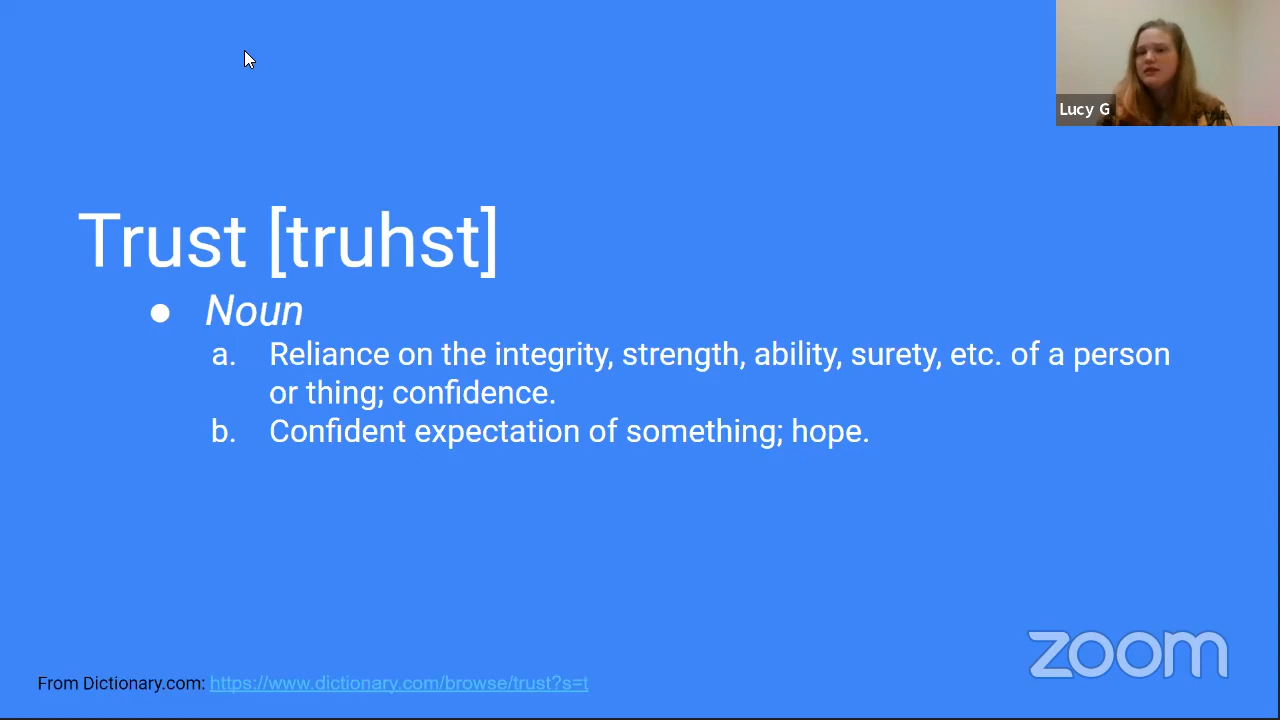 Lucy G
Trust [truhst]
● Noun
a. Reliance on the integrity, strength, ability, surety, etc. of a person
or thing; confidence.
b. Confident expectation of something; hope.
zoom
From Dictionary.com: https://www.dictionary.com/browse/trust?s=t